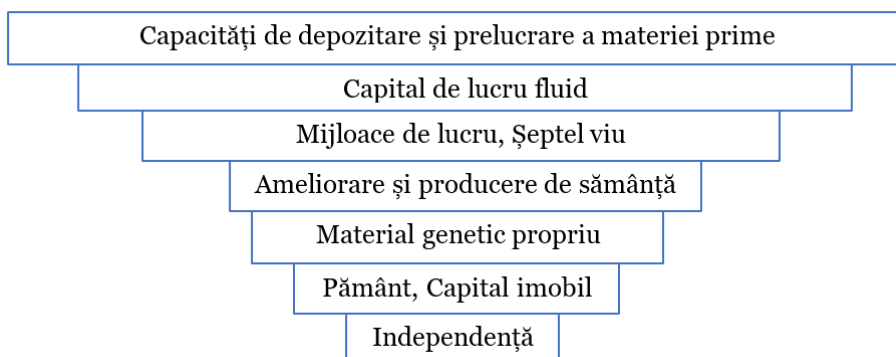 Capacități de depozitare și prelucrare a materiei prime
Capital de lucru fluid
Mijloace de lucru, Șeptel viu
Ameliorare și producere de sămânță
Material genetic propriu
Pământ, Capital imobil
Independență